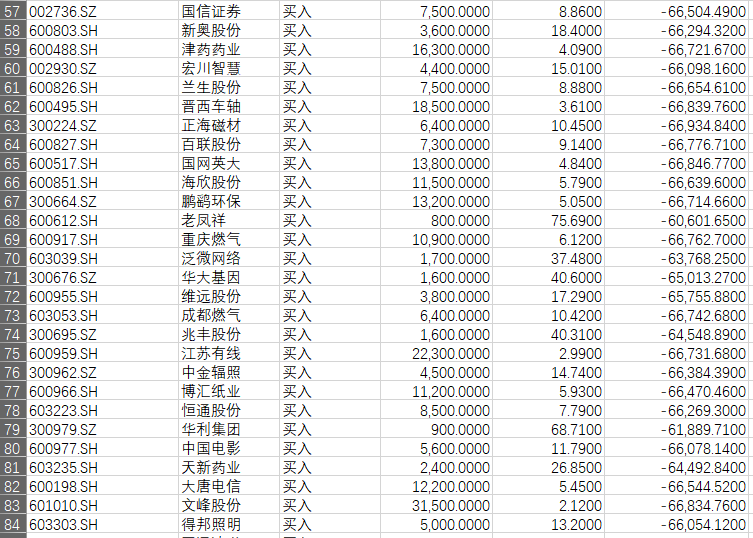 57 002736.SZ 国信证券 买入 7,500.0000 8.8600 -66,504.4900
58 600803.SH 新奥股份 买入 3,600.0000 18.4000 -66,294.3200
59 600488.SH 津药药业 买入 16,300.0000 4.0900 -66,721.6700
60 002930.SZ 宏川智慧 买入 4,400.0000 15.0100 -66,098.1600
61 600826.SH 兰生股份 买入 7,500.0000 8.8800 -66,654.6100
62 600495.SH 晋西车轴 买入 18,500.0000 3.6100 -66,839.7600
63 300224.SZ 正海磁材 买入 6,400.0000 10.4500 -66,934.8400
64 600827.SH 百联股份 买入 7,300.0000 9.1400 -66,776.7100
65 600517.SH 国网英大 买入 13,800.0000 4.8400 -66,846.7700
66 600851.SH 海欣股份 买入 11,500.0000 5.7900 -66,639.6000
67 300664.SZ 鹏鹞环保 买入 13,200.0000 5.0500 -66,714.6600
68 600612.SH 老凤祥 买入 800.0000 75.6900 -60,601.6500
69 600917.SH 重庆燃气 买入 10,900.0000 6.1200 -66,762.7000
70 603039.SH 泛微网络 买入 1,700.0000 37.4800 -63,768.2500
71 300676.SZ 华大基因 买入 1,600.0000 40.6000 -65,013.2700
72 600955.SH 维远股份 买入 3,800.0000 17.2900 -65,755.8800
73 603053.SH 成都燃气 买入 6,400.0000 10.4200 -66,742.6800
74 300695.SZ 兆丰股份 买入 1,600.0000 40.3100 -64,548.8900
75 600959.SH 江苏有线 买入 22,300.0000 2.9900 -66,731.6800
76 300962.SZ 中金辐照 买入 4,500.0000 14.7400 -66,384.3900
77 600966.SH 博汇纸业 买入 11,200.0000 5.9300 -66,470.4600
78 603223.SH 恒通股份 买入 8,500.0000 7.7900 -66,269.3000
79 300979.SZ 华利集团 买入 900.0000 68.7100 -61,889.7100
80 600977.SH 中国电影 买入 5,600.0000 11.7900 -66,078.1400
81 603235.SH 天新药业 买入 2,400.0000 26.8500 -64,492.8400
82 600198.SH 大唐电信 买入 12,200.0000 5.4500 -66,544.5200
83 601010.SH 文峰股份 买入 31,500.0000 2.1200 -66,834.7600
84 603303.SH 得邦照明 买入 5,000.0000 13.2000 -66,054.1200